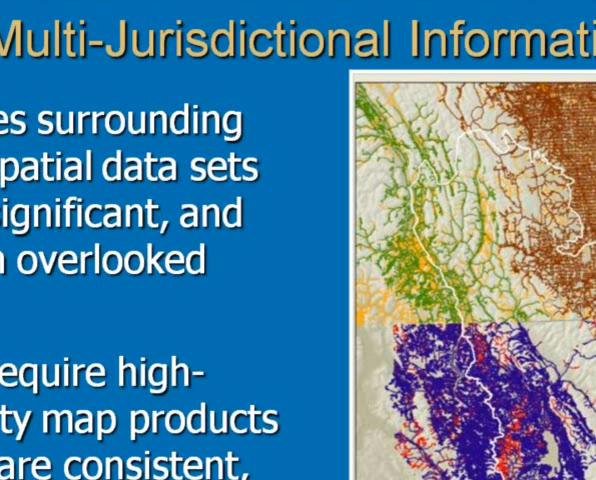 Multi-Jurisdictional Informati
es surrounding
patial data sets
ignificant, and
n overlooked
equire high-
ty map products
are consistent,